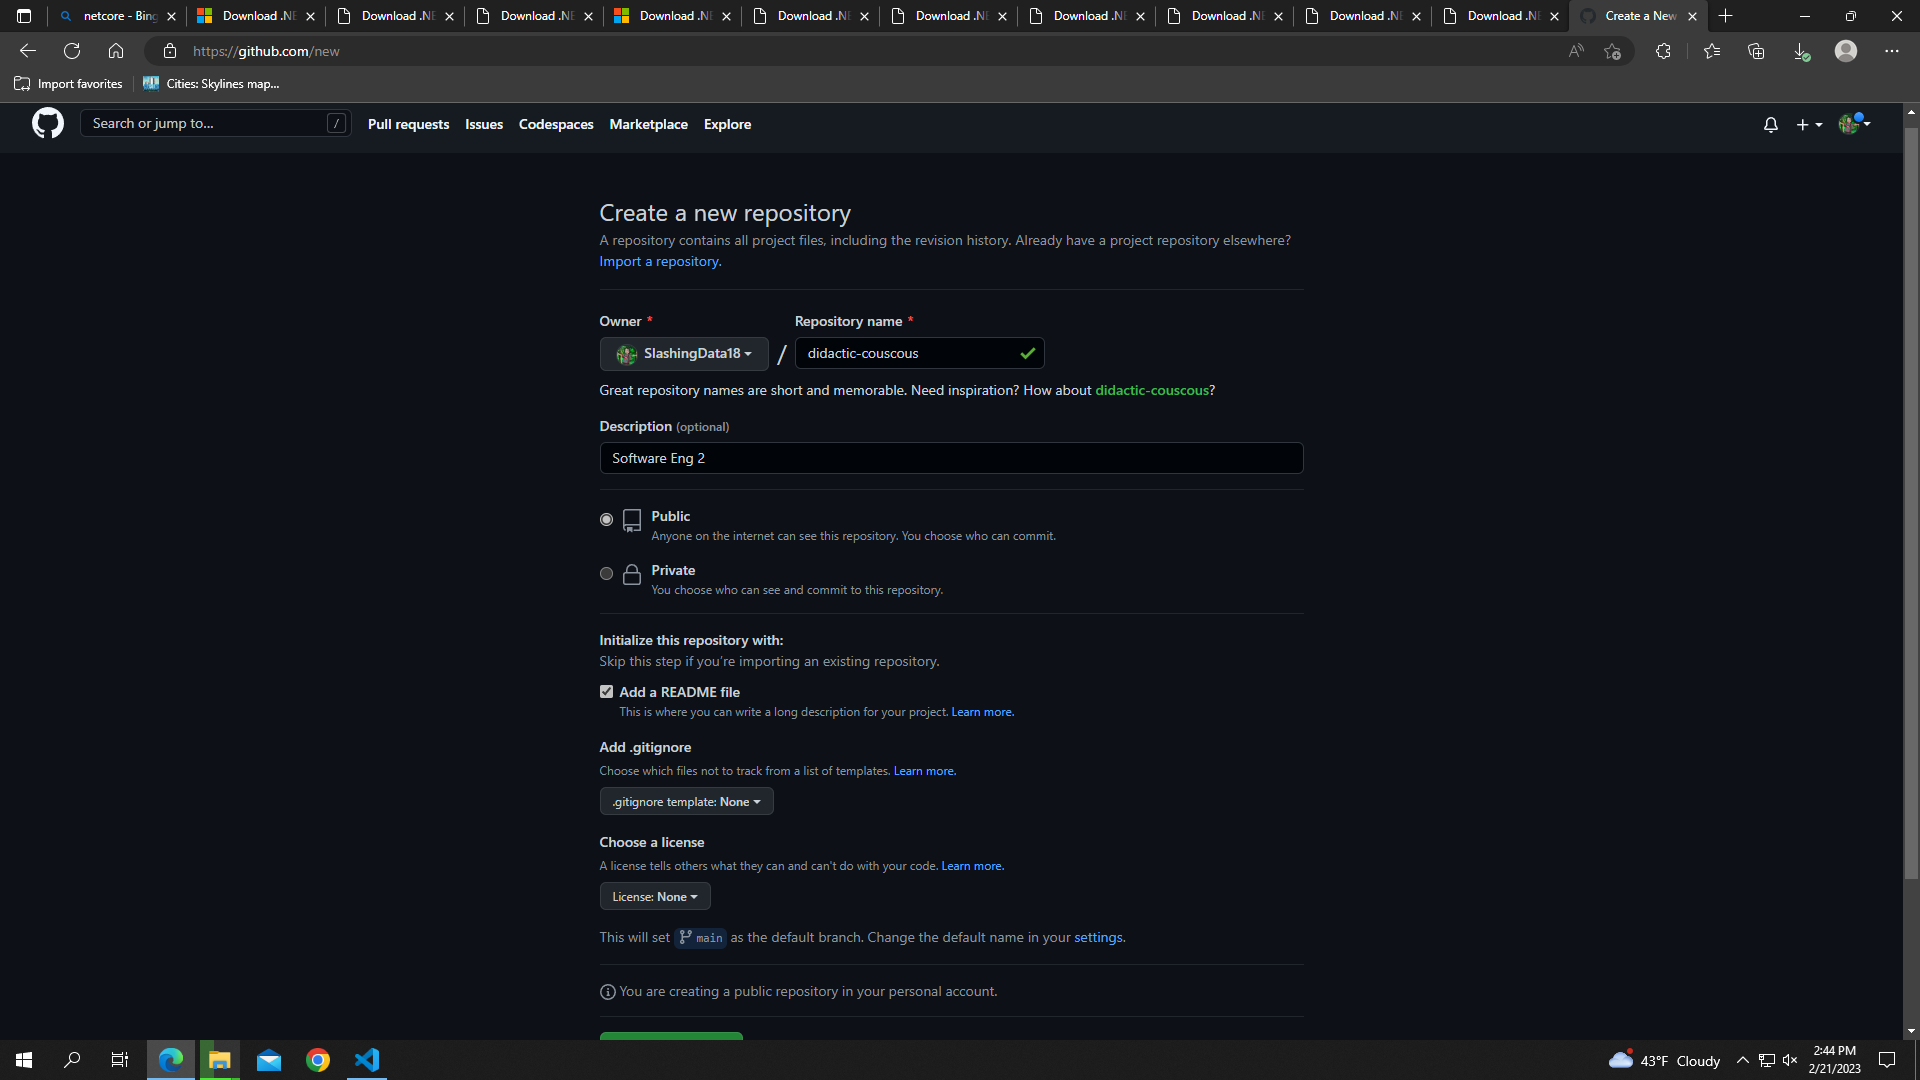 netcore - Bing
Download .NE
Download .NE
Download .NE
Download .NE
Download .NE
Download .NE
Download .NE
Download .NE
Download .NE
Download .NE
Create a New
https://github.com/new
Import favorites
Cities: Skylines map...
Search or jump to...
/
Pull requests
Issues
Codespaces
Marketplace
Explore
Create a new repository
A repository contains all project files, including the revision history. Already have a project repository elsewhere?
Import a repository.
Owner *
Repository name *
SlashingData18
/
didactic-couscous
Great repository names are short and memorable. Need inspiration? How about didactic-couscous?
Description (optional)
Software Eng 2
Public
Anyone on the internet can see this repository. You choose who can commit.
Private
You choose who can see and commit to this repository.
Initialize this repository with:
Skip this step if you're importing an existing repository.
Add a README file
This is where you can write a long description for your project. Learn more.
Add .gitignore
Choose which files not to track from a list of templates. Learn more.
.gitignore template: None
Choose a license
A license tells others what they can and can't do with your code. Learn more.
License: None
This will set main as the default branch. Change the default name in your settings.
You are creating a public repository in your personal account.
43°F Cloudy
2:44 PM
2/21/2023